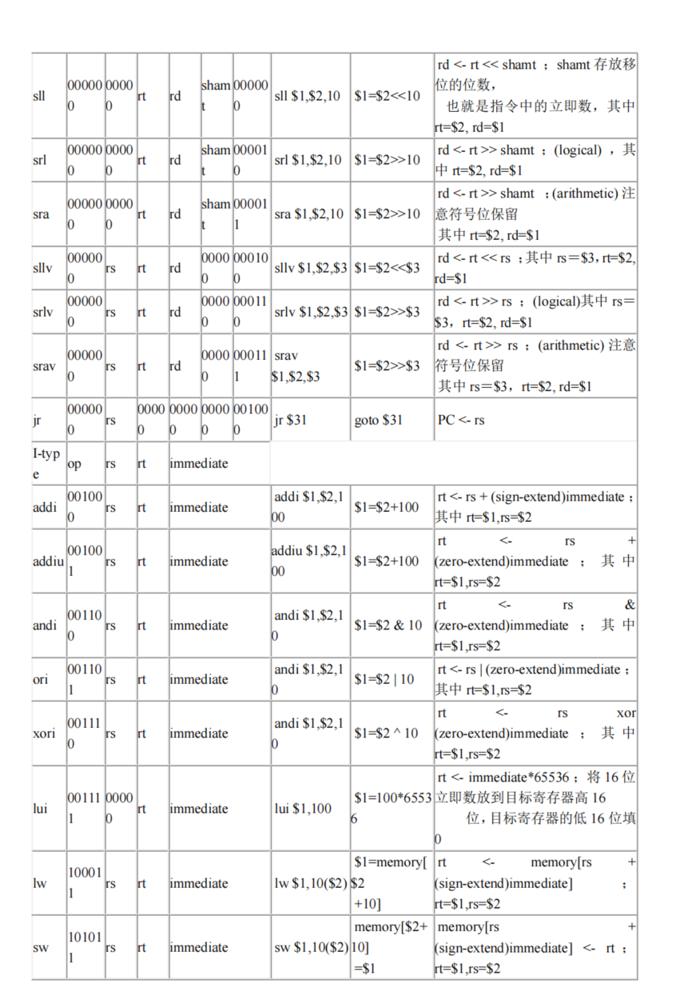 sll 000000 00000 rt rd shamt 000000 sll $1,$2,10 $1=$2<<10 rd <- rt << shamt ；shamt 存放移位的位数，
也就是指令中的立即数，其中rt=$2, rd=$1
srl 000000 00000 rt rd shamt 000010 srl $1,$2,10 $1=$2>>10 rd <- rt >> shamt ；(logical) ，其中 rt=$2, rd=$1
sra 000000 00000 rt rd shamt 000011 sra $1,$2,10 $1=$2>>10 rd <- rt >> shamt ；(arithmetic) 注意符号位保留
其中 rt=$2, rd=$1
sllv 000000 rs rt rd 00000 000100 sllv $1,$2,$3 $1=$2<<$3 rd <- rt << rs ；其中 rs＝$3，rt=$2, rd=$1
srlv 000000 rs rt rd 00000 000110 srlv $1,$2,$3 $1=$2>>$3 rd <- rt >> rs ；(logical)其中 rs＝$3，rt=$2, rd=$1
srav 000000 rs rt rd 00000 000111 srav $1,$2,$3 $1=$2>>$3 rd <- rt >> rs ；(arithmetic) 注意符号位保留
其中 rs＝$3，rt=$2, rd=$1
jr 000000 rs 00000 00000 00000 001000 jr $31 goto $31 PC <- rs
I-type op rs rt immediate
addi 001000 rs rt immediate addi $1,$2,100 $1=$2+100 rt <- rs + (sign-extend)immediate ；其中 rt=$1,rs=$2
addiu 001001 rs rt immediate addiu $1,$2,100 $1=$2+100 rt <- rs + (zero-extend)immediate ；其中 rt=$1,rs=$2
andi 001100 rs rt immediate andi $1,$2,10 $1=$2 & 10 rt <- rs & (zero-extend)immediate ；其中 rt=$1,rs=$2
ori 001101 rs rt immediate andi $1,$2,10 $1=$2 | 10 rt <- rs | (zero-extend)immediate ；其中 rt=$1,rs=$2
xori 001110 rs rt immediate andi $1,$2,10 $1=$2 ^ 10 rt <- rs xor (zero-extend)immediate ；其中 rt=$1,rs=$2
lui 001111 00000 rt immediate lui $1,100 $1=100*65536 rt <- immediate*65536 ；将 16 位立即数放到目标寄存器高 16
位，目标寄存器的低 16 位填 0
lw 100011 rs rt immediate lw $1,10($2) $1=memory[$2 +10] rt <- memory[rs + (sign-extend)immediate] ；rt=$1,rs=$2
sw 101011 rs rt immediate sw $1,10($2) memory[$2+10] =$1 memory[rs + (sign-extend)immediate] <- rt ；rt=$1,rs=$2